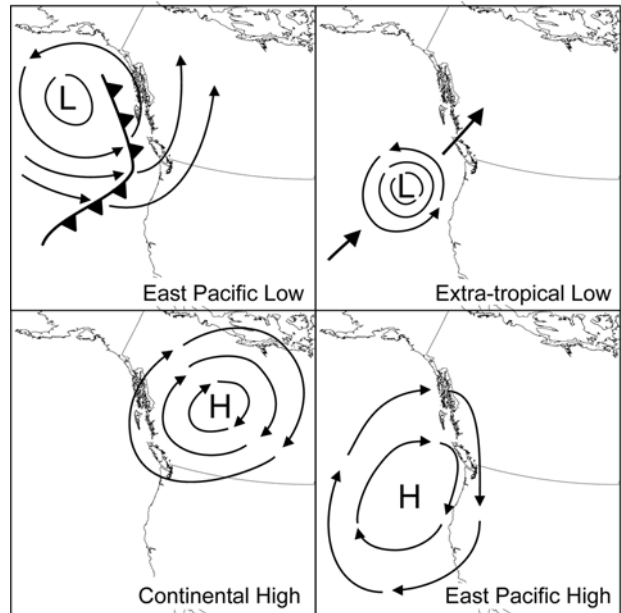 L
East Pacific Low
L
Extra-tropical Low
H
Continental High
H
East Pacific High